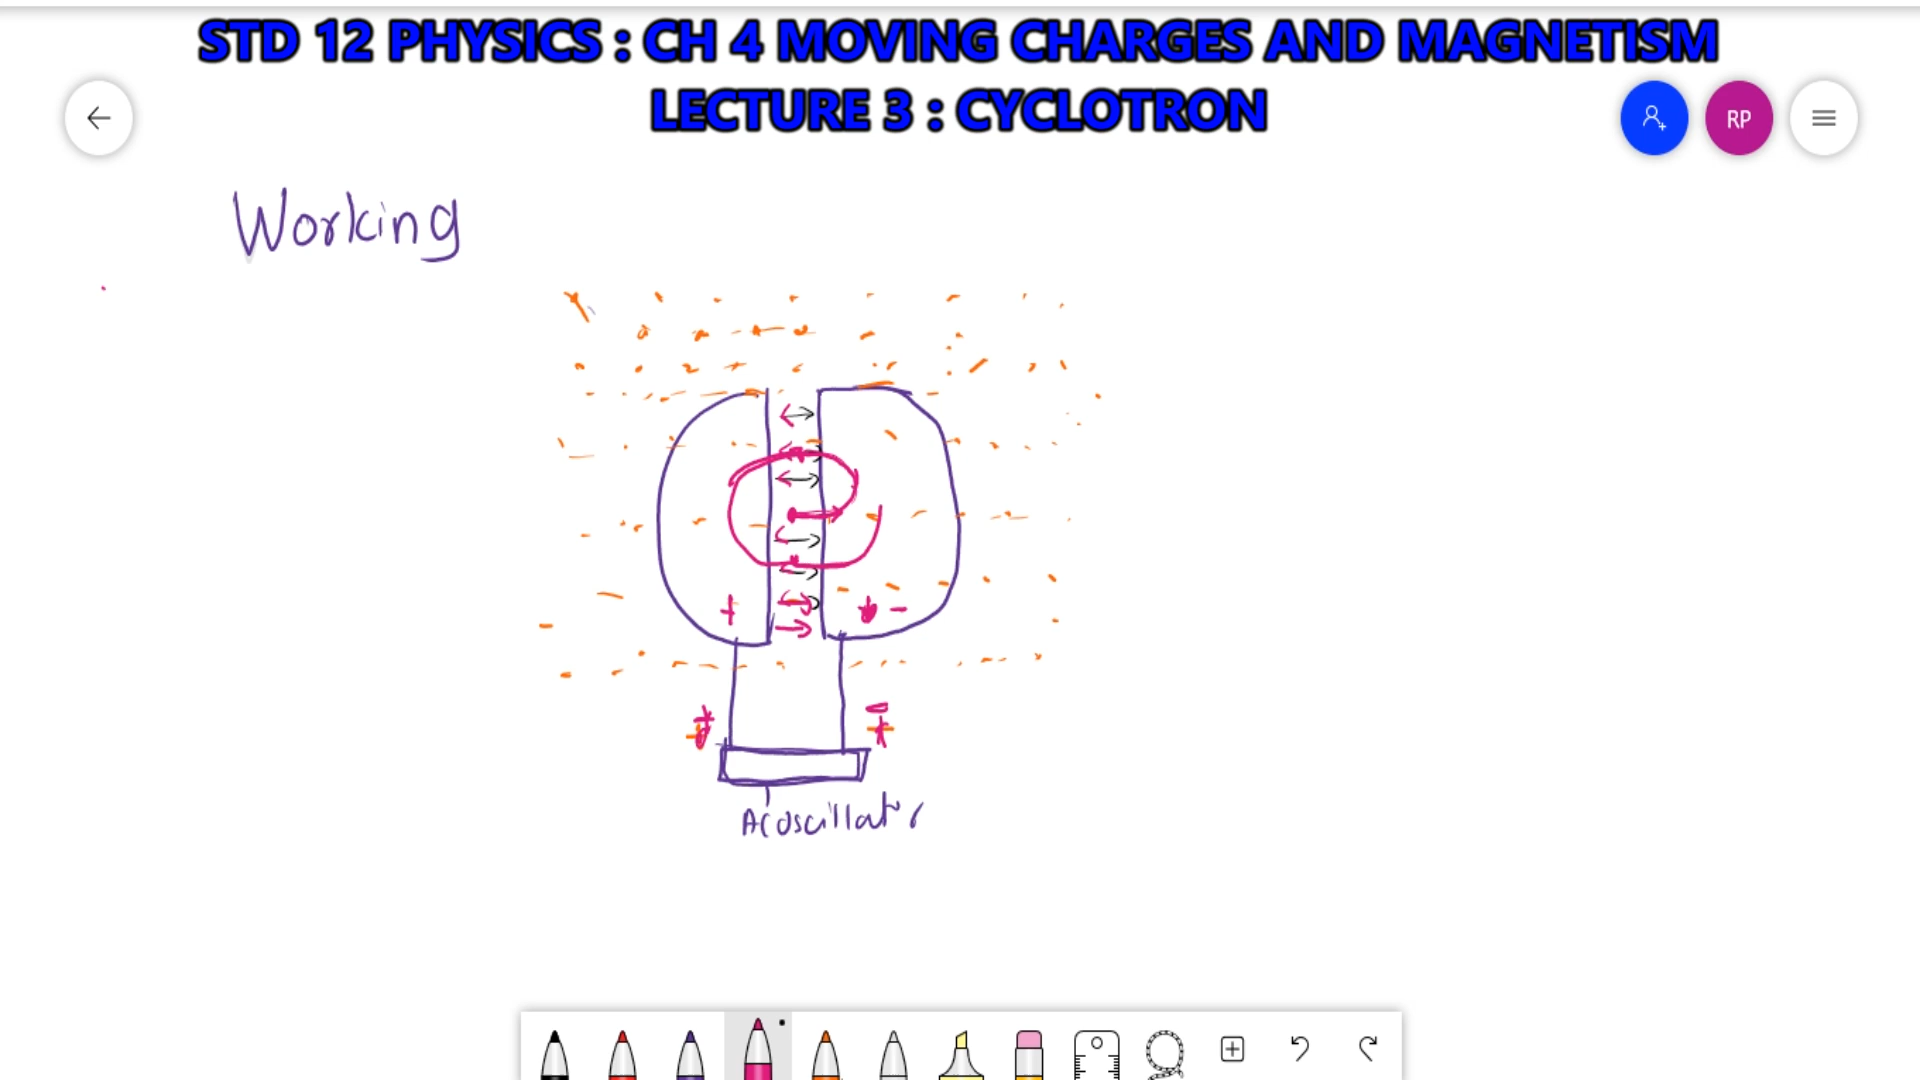 STD 12 PHYSICS : CH 4 MOVING CHARGES AND MAGNETISM
LECTURE 3 : CYCLOTRON
RP
Working
+ -
AC oscillator